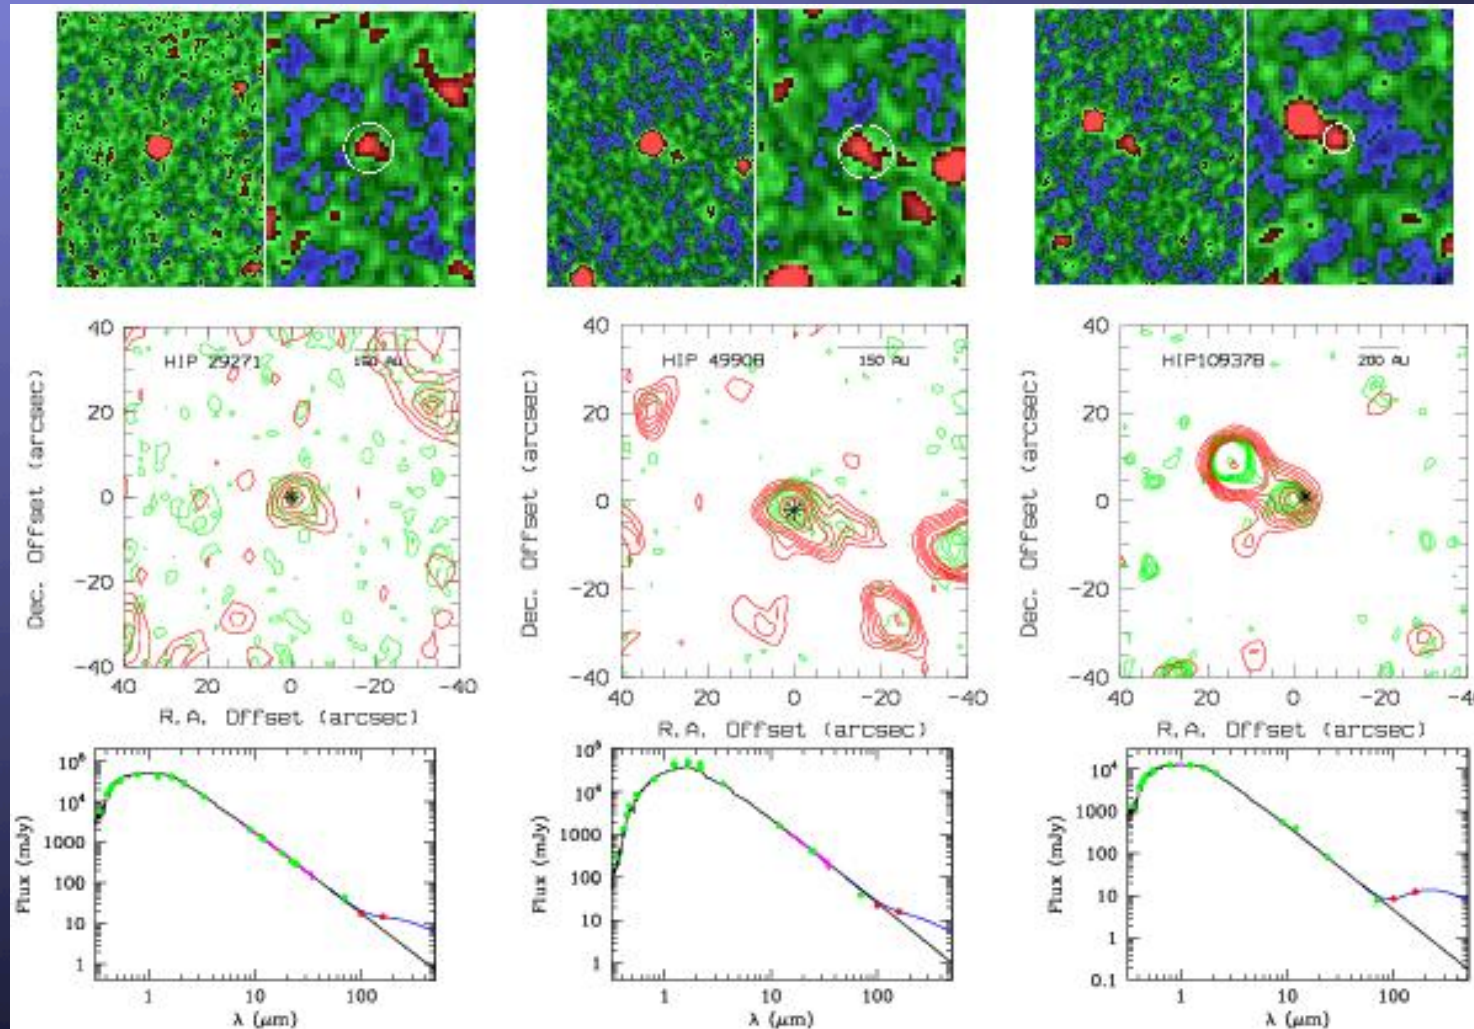 HIP 29271
HIP 49908
HIP109378
150 AU
200 AU
Dec. Offset (arcsec)
Dec. Offset (arcsec)
Dec. Offset (arcsec)
40
20
0
-20
-40
40
20
0
-20
-40
40
20
0
-20
-40
40 20 0 -20 -40
40 20 0 -20 -40
40 20 0 -20 -40
R.A. Offset (arcsec)
R.A. Offset (arcsec)
R.A. Offset (arcsec)
Flux (mJy)
10⁴
1000
100
10
1
1 10 100
λ (μm)
Flux (mJy)
10⁴
1000
100
10
1
1 10 100
λ (μm)
Flux (mJy)
10⁴
1000
100
10
1
0.1
1 10 100
λ (μm)